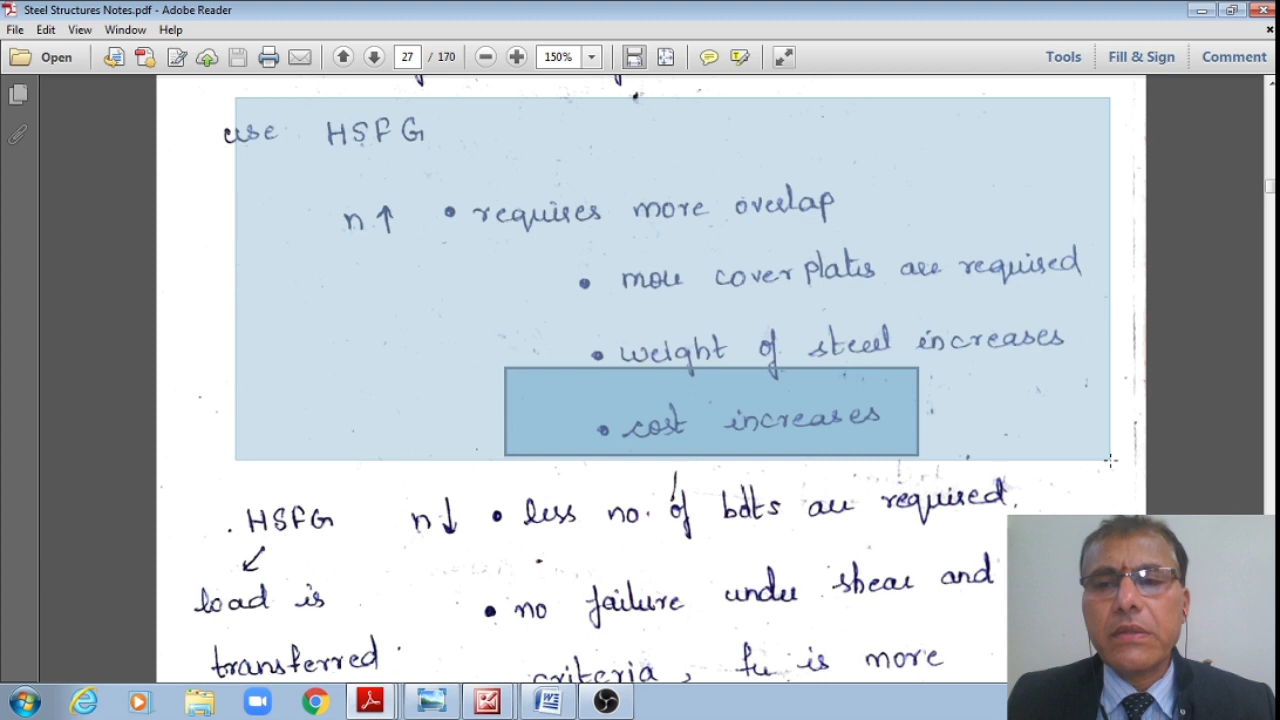 Steel Structures Notes.pdf - Adobe Reader
File Edit View Window Help
Open 27 / 170 150% Tools Fill & Sign Comment
use HSFG
n↑ • requires more overlap
• more cover plates are required
• weight of steel increases
• cost increases
. HSFG n↓ • less no. of bolts are required.
↙
load is • no failure under shear and
transferred criteria, fu is more